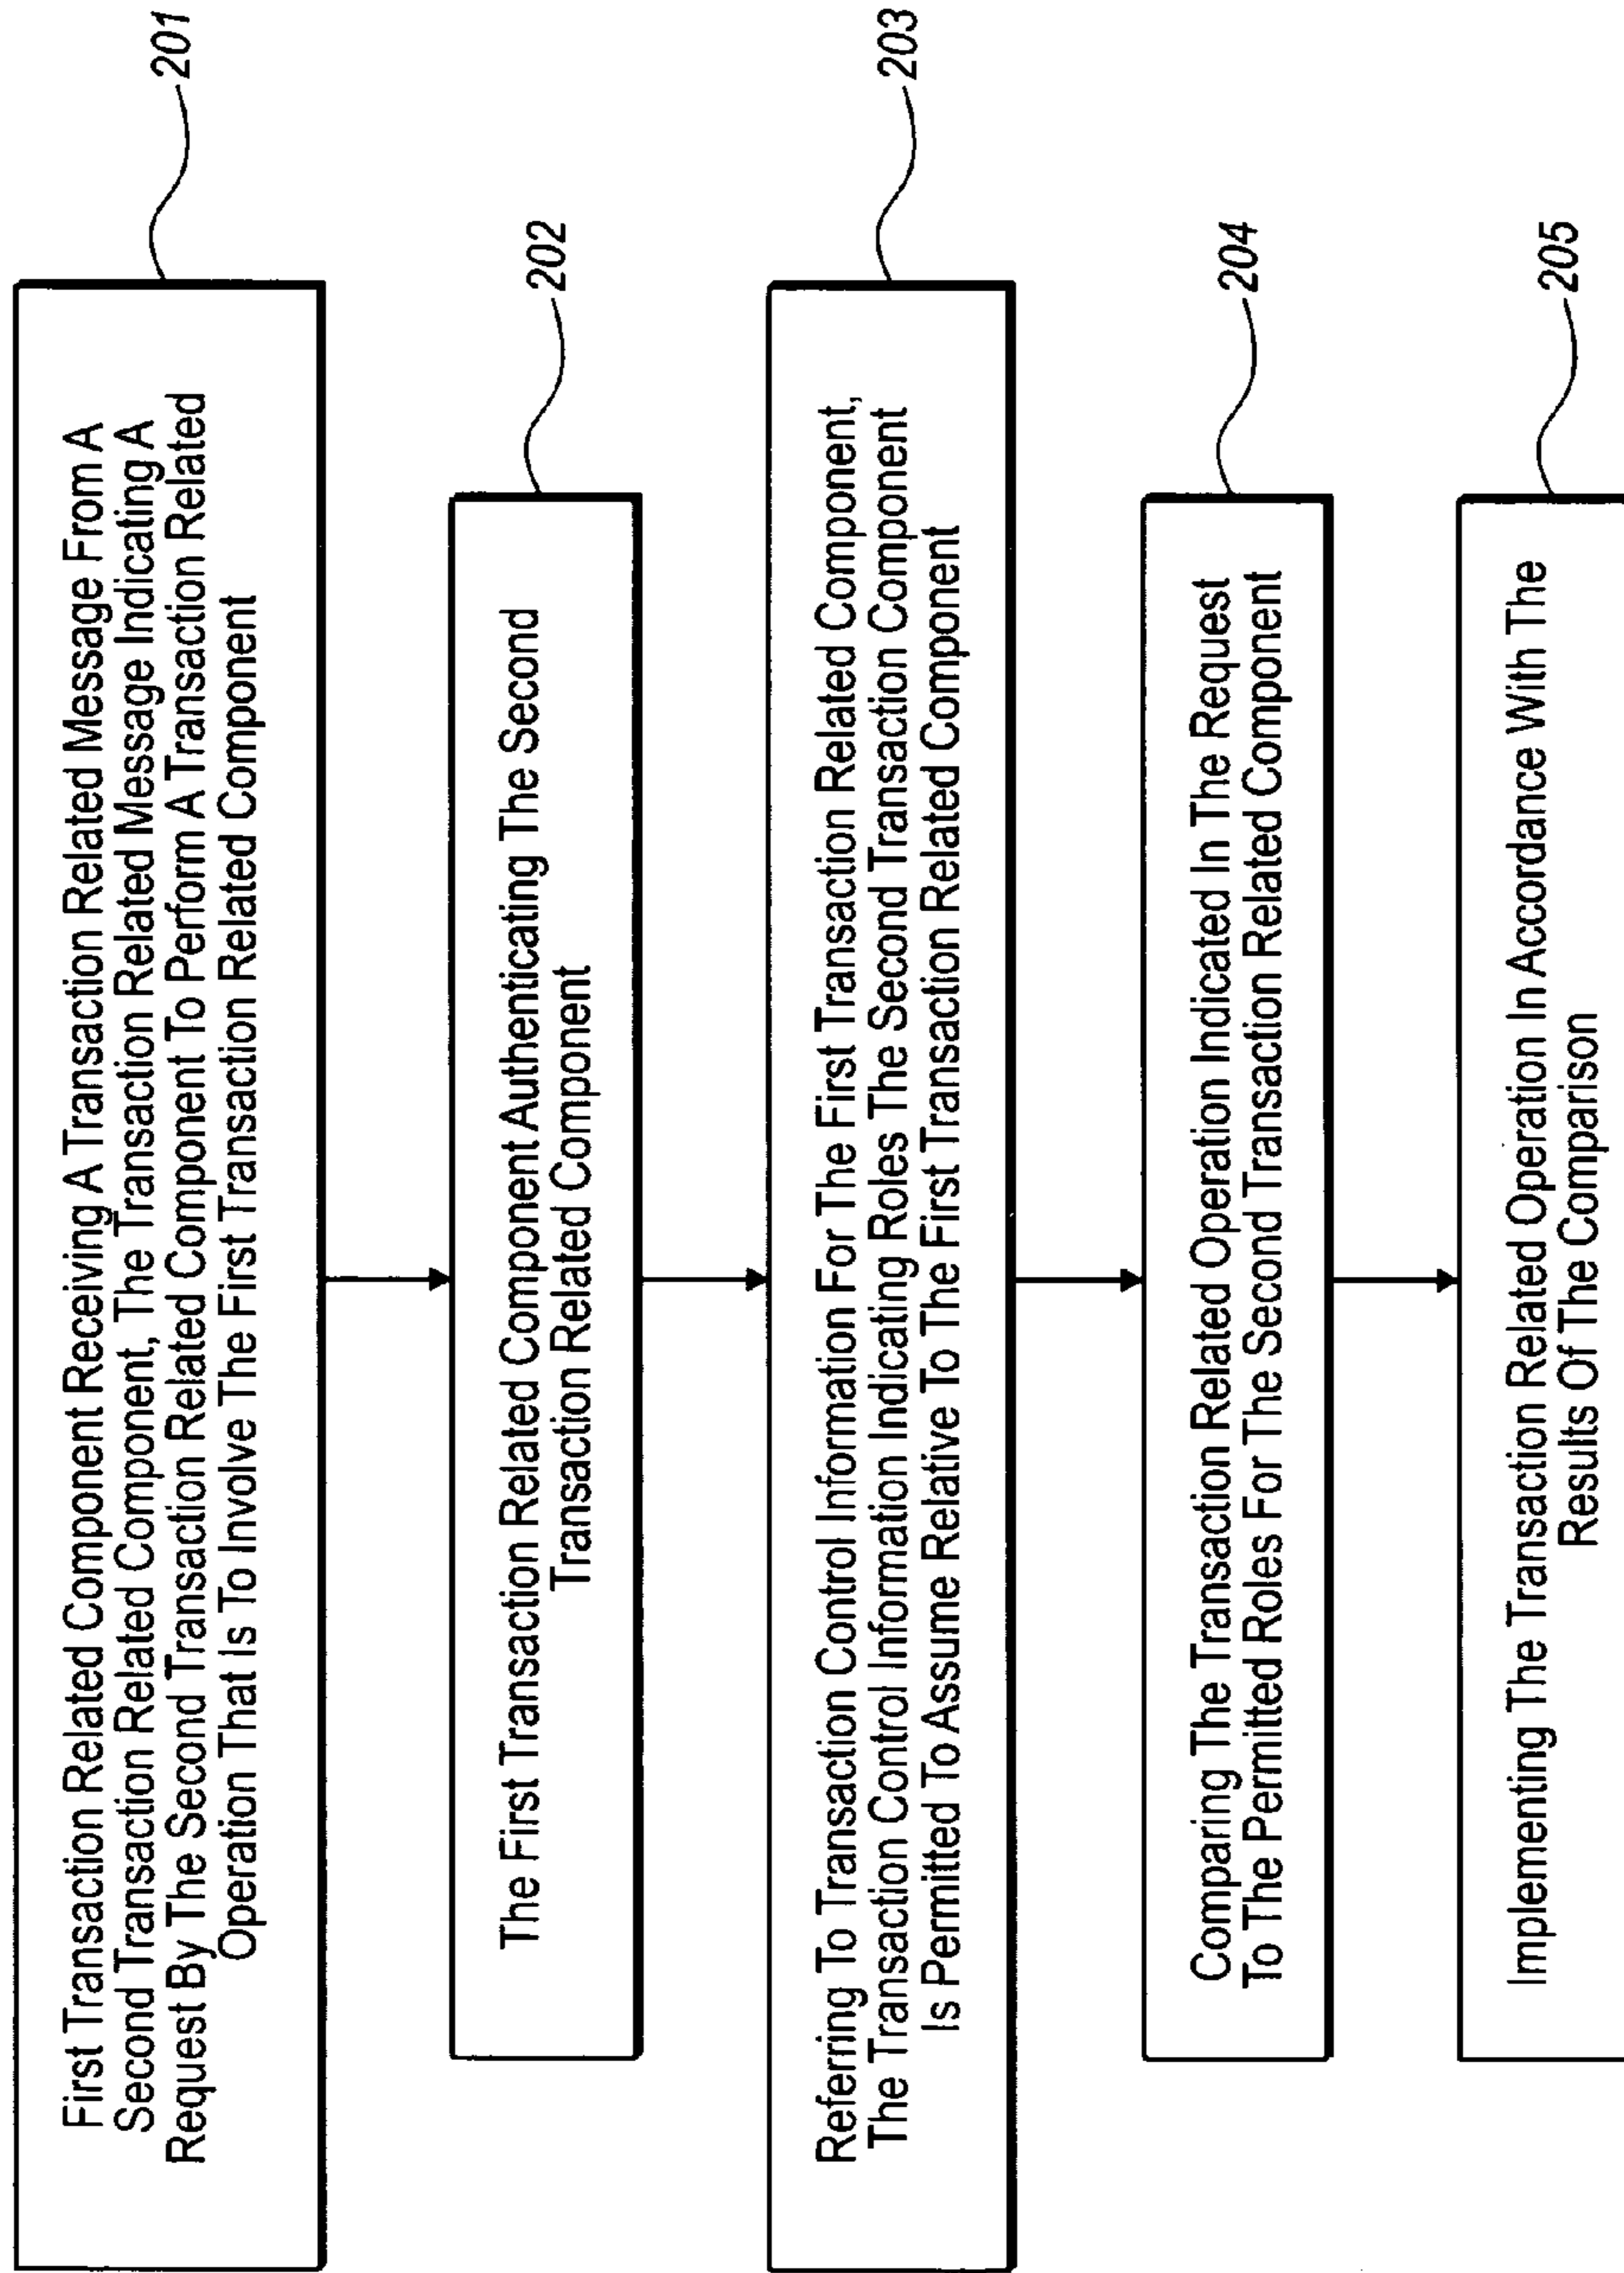 First Transaction Related Component Receiving A Transaction Related Message From A
Second Transaction Related Component, The Transaction Related Message Indicating A
Request By The Second Transaction Related Component To Perform A Transaction Related
Operation That Is To Involve The First Transaction Related Component
201
The First Transaction Related Component Authenticating The Second
Transaction Related Component
202
Referring To Transaction Control Information For The First Transaction Related Component,
The Transaction Control Information Indicating Roles The Second Transaction Component
Is Permitted To Assume Relative To The First Transaction Related Component
203
Comparing The Transaction Related Operation Indicated In The Request
To The Permitted Roles For The Second Transaction Related Component
204
Implementing The Transaction Related Operation In Accordance With The
Results Of The Comparison
205